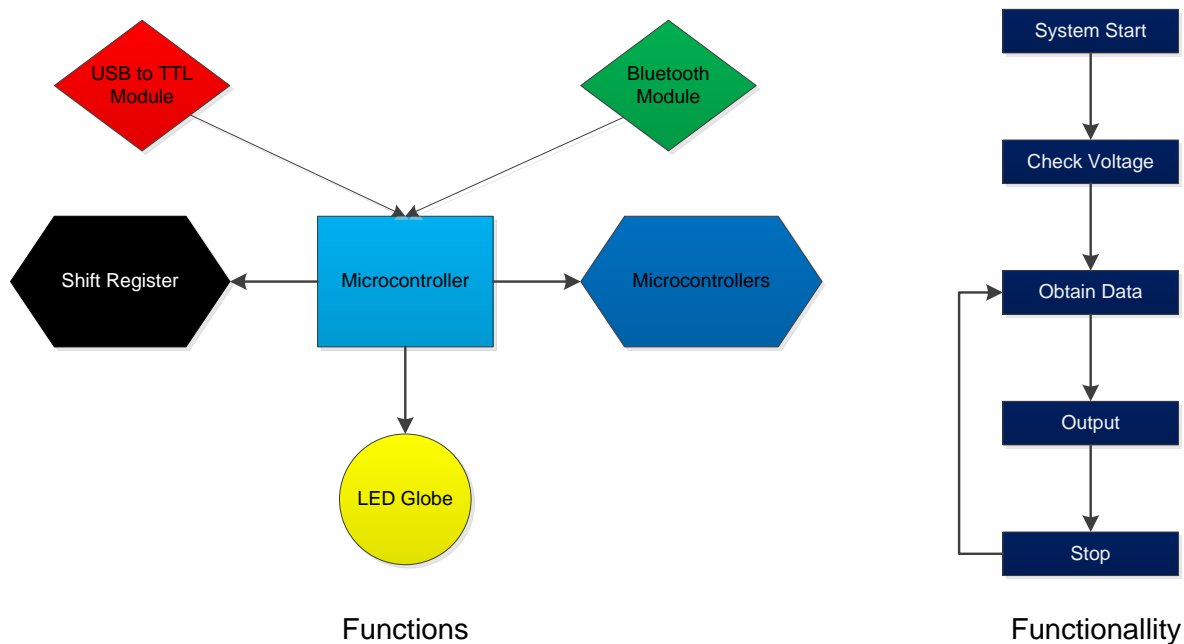 USB to TTL
Module
Bluetooth
Module
Shift Register
Microcontroller
Microcontrollers
LED Globe
Functions
System Start
Check Voltage
Obtain Data
Output
Stop
Functionallity